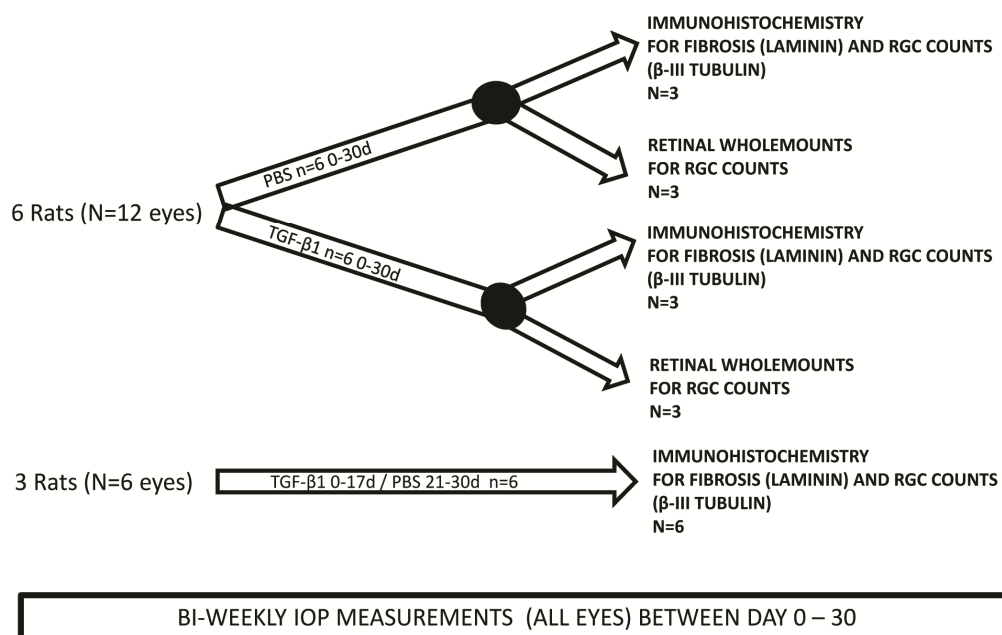 IMMUNOHISTOCHEMISTRY
FOR FIBROSIS (LAMININ) AND RGC COUNTS
(β-III TUBULIN)
N=3
PBS n=6 0-30d
RETINAL WHOLEMOUNTS
FOR RGC COUNTS
N=3
6 Rats (N=12 eyes)
TGF-β1 n=6 0-30d
IMMUNOHISTOCHEMISTRY
FOR FIBROSIS (LAMININ) AND RGC COUNTS
(β-III TUBULIN)
N=3
RETINAL WHOLEMOUNTS
FOR RGC COUNTS
N=3
3 Rats (N=6 eyes)
TGF-β1 0-17d / PBS 21-30d n=6
IMMUNOHISTOCHEMISTRY
FOR FIBROSIS (LAMININ) AND RGC COUNTS
(β-III TUBULIN)
N=6
BI-WEEKLY IOP MEASUREMENTS (ALL EYES) BETWEEN DAY 0 – 30